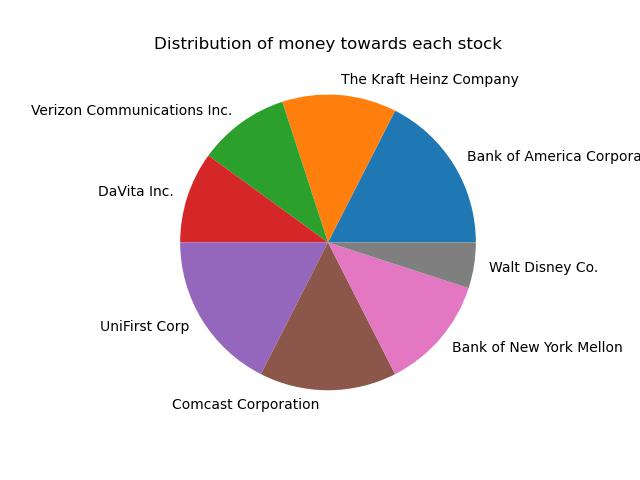 Distribution of money towards each stock
The Kraft Heinz Company
Verizon Communications Inc.
Bank of America Corpora
DaVita Inc.
Walt Disney Co.
UniFirst Corp
Bank of New York Mellon
Comcast Corporation